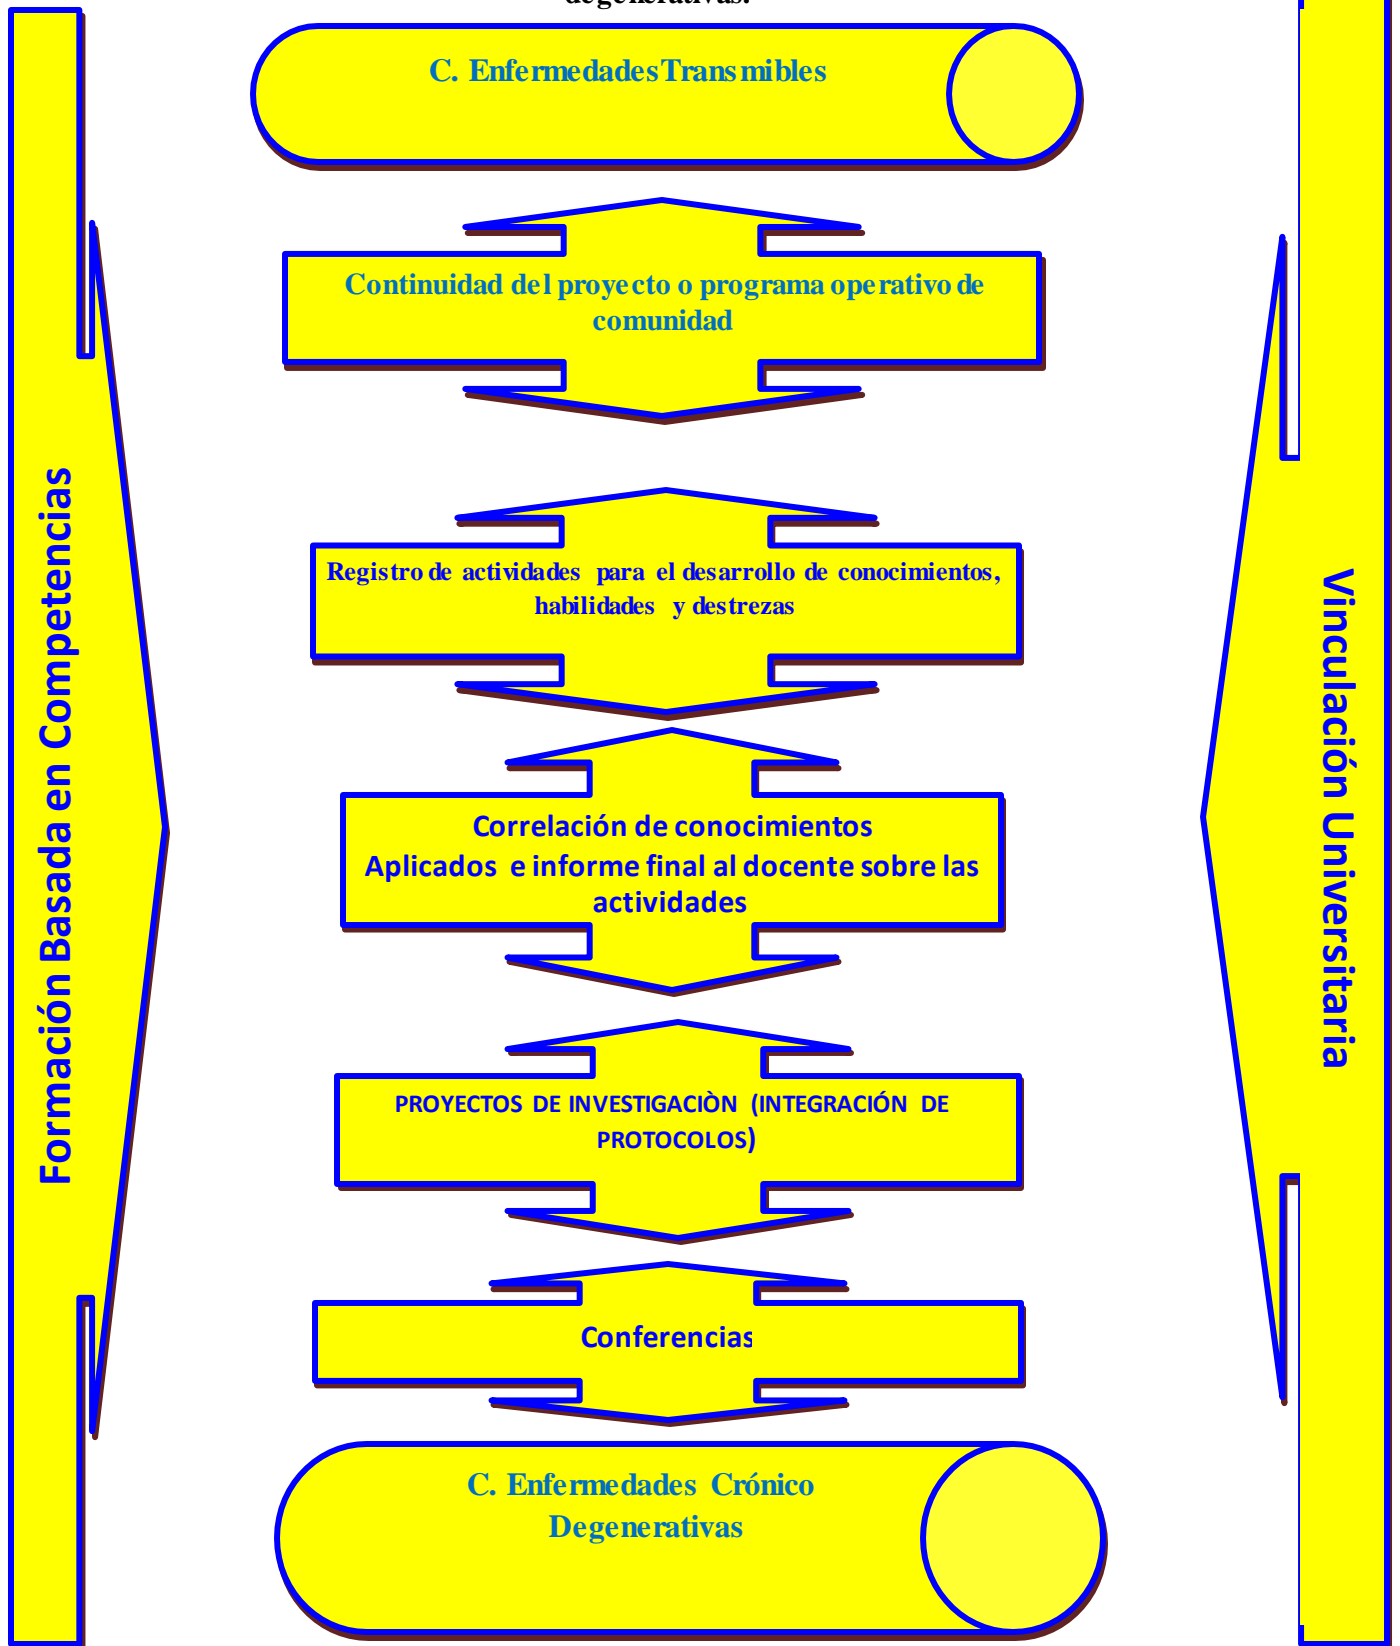 degenerativas.
C. Enfermedades Transmibles
Continuidad del proyecto o programa operativo de
comunidad
Registro de actividades para el desarrollo de conocimientos,
habilidades y destrezas
Correlación de conocimientos
Aplicados e informe final al docente sobre las
actividades
PROYECTOS DE INVESTIGACIÒN (INTEGRACIÓN DE
PROTOCOLOS)
Conferencias
C. Enfermedades Crónico
Degenerativas
Formación Basada en Competencias
Vinculación Universitaria